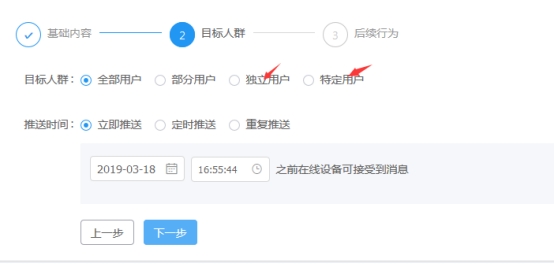 基础内容 2 目标人群 3 后续行为
目标人群： 全部用户 部分用户 独立用户 特定用户
推送时间： 立即推送 定时推送 重复推送
2019-03-18 16:55:44 之前在线设备可接受到消息
上一步 下一步